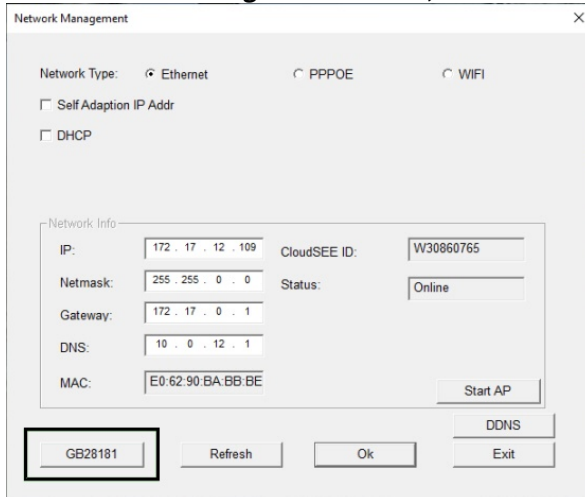 Network Management
Network Type: Ethernet PPPOE WIFI
Self Adaption IP Addr
DHCP
Network Info
IP: 172 . 17 . 12 . 109 CloudSEE ID: W30860765
Netmask: 255 . 255 . 0 . 0 Status: Online
Gateway: 172 . 17 . 0 . 1
DNS: 10 . 0 . 12 . 1
MAC: E0:62:90:BA:BB:BE
Start AP
DDNS
GB28181 Refresh Ok Exit